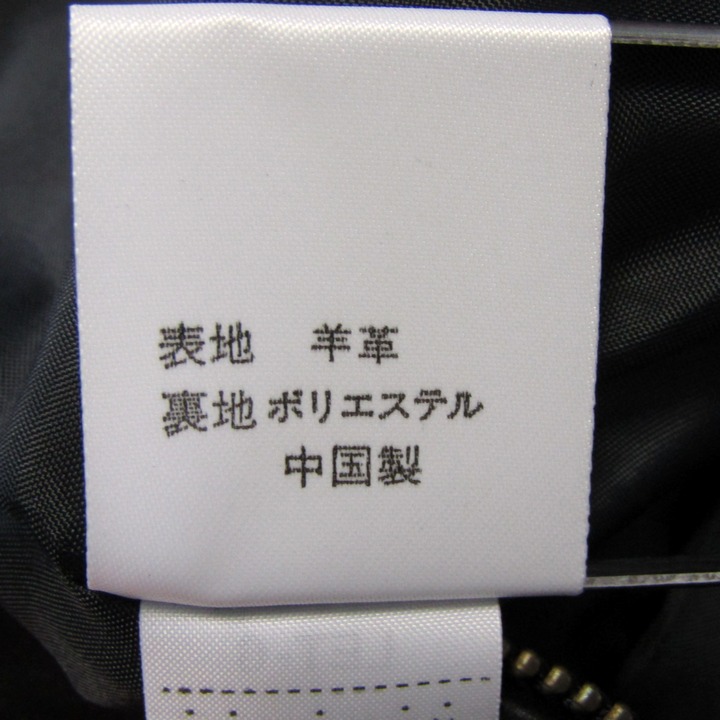 表地 羊革
裏地 ポリエステル
中国製